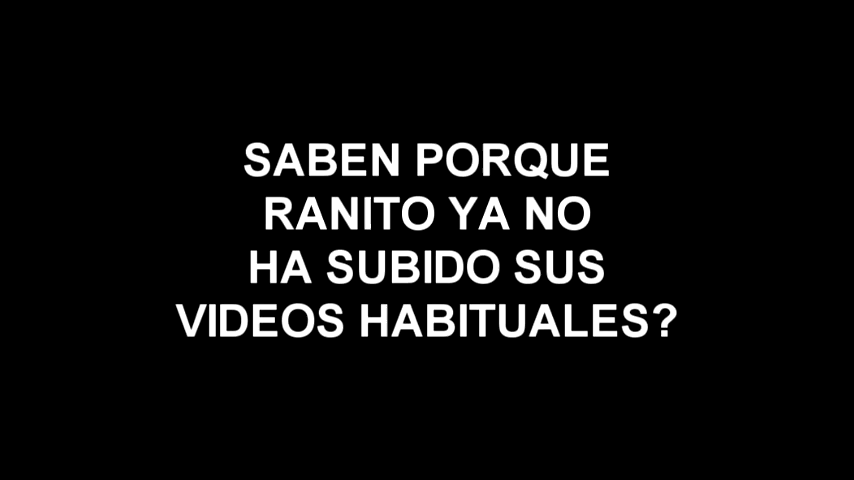 SABEN PORQUE
RANITO YA NO
HA SUBIDO SUS
VIDEOS HABITUALES?